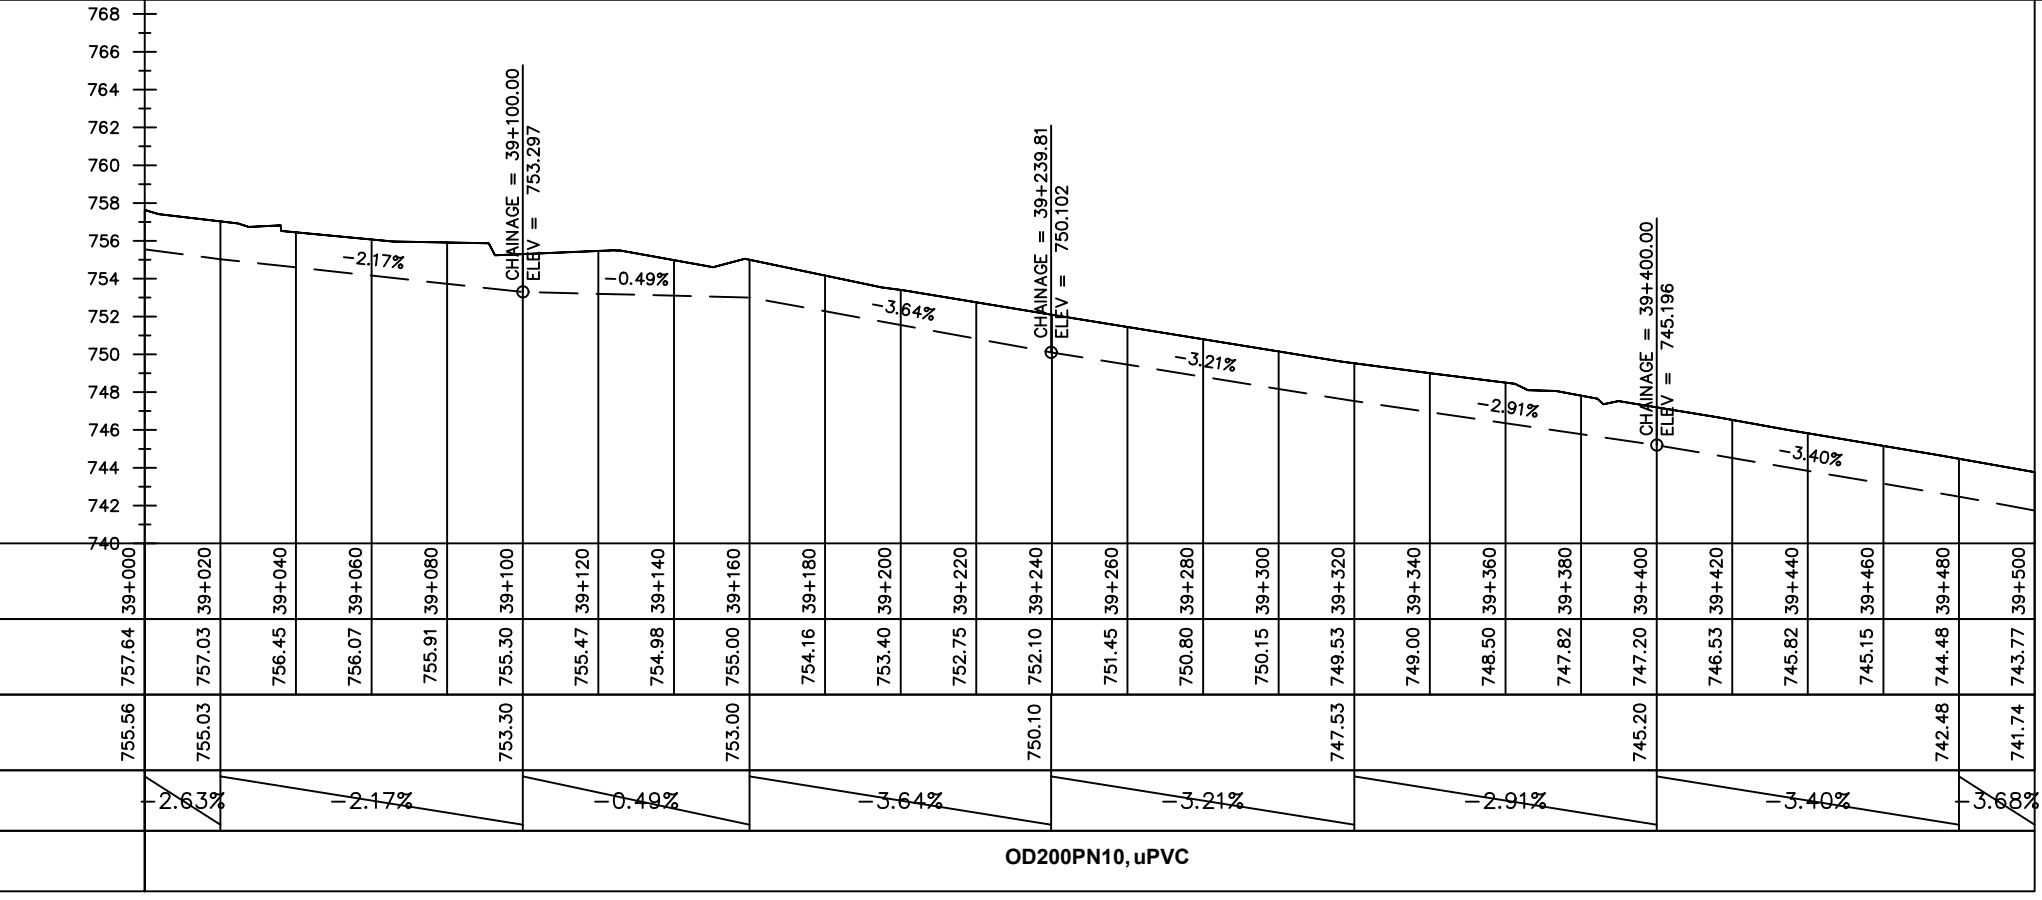 768
766
764
762
760
758
756
754
752
750
748
746
744
742
740
CHAINAGE = 39+100.00
ELEV = 753.297
CHAINAGE = 39+239.81
ELEV = 750.102
CHAINAGE = 39+400.00
ELEV = 745.196
-2.17%
-0.49%
-3.64%
-3.21%
-2.91%
-3.40%
39+000 39+020 39+040 39+060 39+080 39+100 39+120 39+140 39+160 39+180 39+200 39+220 39+240 39+260 39+280 39+300 39+320 39+340 39+360 39+380 39+400 39+420 39+440 39+460 39+480 39+500
757.64 757.03 756.45 756.07 755.91 755.30 755.47 754.98 755.00 754.16 753.40 752.75 752.10 751.45 750.80 750.15 749.53 749.00 748.50 747.82 747.20 746.53 745.82 745.15 744.48 743.77
755.56 755.03 753.30 753.00 750.10 747.53 745.20 742.48 741.74
-2.63% -2.17% -0.49% -3.64% -3.21% -2.91% -3.40% -3.68%
OD200PN10, uPVC